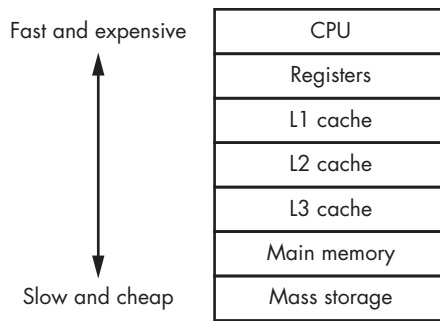 Fast and expensive
CPU
Registers
L1 cache
L2 cache
L3 cache
Main memory
Slow and cheap
Mass storage